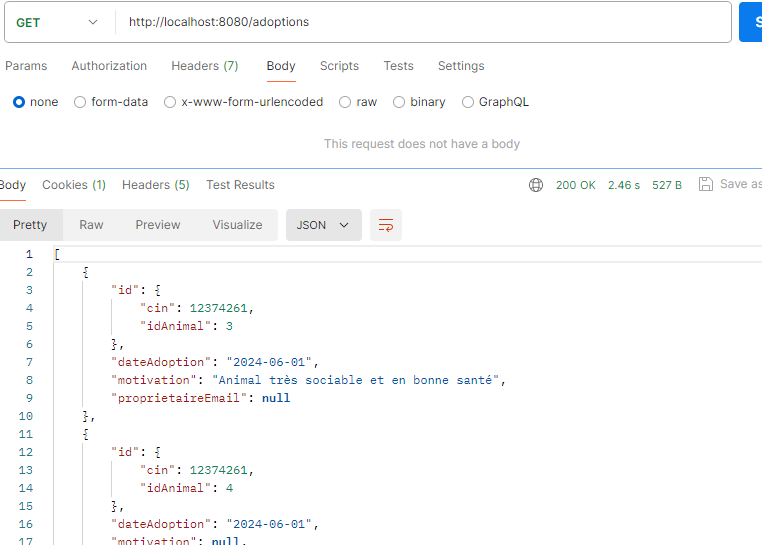 GET http://localhost:8080/adoptions S
Params Authorization Headers (7) Body Scripts Tests Settings
none form-data x-www-form-urlencoded raw binary GraphQL
This request does not have a body
Body Cookies (1) Headers (5) Test Results 200 OK 2.46 s 527 B Save as
Pretty Raw Preview Visualize JSON
1 [
2 {
3 "id": {
4 "cin": 12374261,
5 "idAnimal": 3
6 },
7 "dateAdoption": "2024-06-01",
8 "motivation": "Animal très sociable et en bonne santé",
9 "proprietaireEmail": null
10 },
11 {
12 "id": {
13 "cin": 12374261,
14 "idAnimal": 4
15 },
16 "dateAdoption": "2024-06-01",
17 "motivation": null,